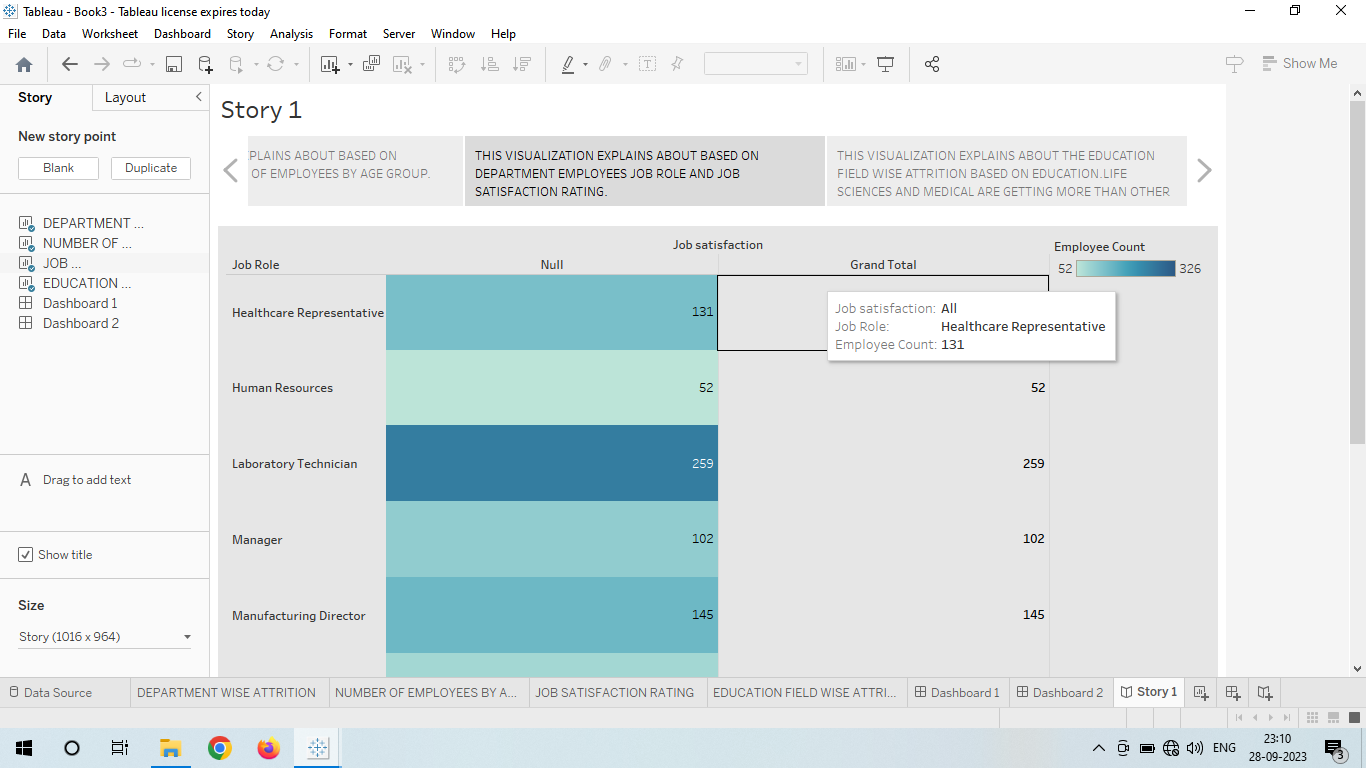 Tableau - Book3 - Tableau license expires today
File Data Worksheet Dashboard Story Analysis Format Server Window Help
Show Me
Story Layout
New story point
Blank Duplicate
DEPARTMENT ...
NUMBER OF ...
JOB ...
EDUCATION ...
Dashboard 1
Dashboard 2
A Drag to add text
Show title
Size
Story (1016 x 964)
Story 1
PLAINS ABOUT BASED ON
OF EMPLOYEES BY AGE GROUP.
THIS VISUALIZATION EXPLAINS ABOUT BASED ON
DEPARTMENT EMPLOYEES JOB ROLE AND JOB
SATISFACTION RATING.
THIS VISUALIZATION EXPLAINS ABOUT THE EDUCATION
FIELD WISE ATTRITION BASED ON EDUCATION.LIFE
SCIENCES AND MEDICAL ARE GETTING MORE THAN OTHER
Job satisfaction
Job Role Null Grand Total
Employee Count
52 326
Healthcare Representative 131
Job satisfaction: All
Job Role: Healthcare Representative
Employee Count: 131
Human Resources 52 52
Laboratory Technician 259 259
Manager 102 102
Manufacturing Director 145 145
Data Source DEPARTMENT WISE ATTRITION NUMBER OF EMPLOYEES BY A... JOB SATISFACTION RATING EDUCATION FIELD WISE ATTRI... Dashboard 1 Dashboard 2 Story 1
ENG
23:10
28-09-2023
3